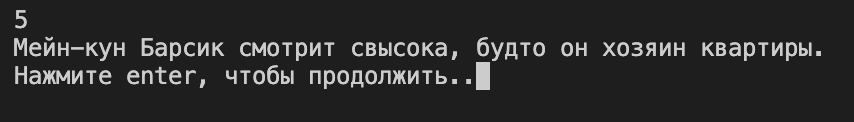 5
Мейн-кун Барсик смотрит свысока, будто он хозяин квартиры.
Нажмите enter, чтобы продолжить..